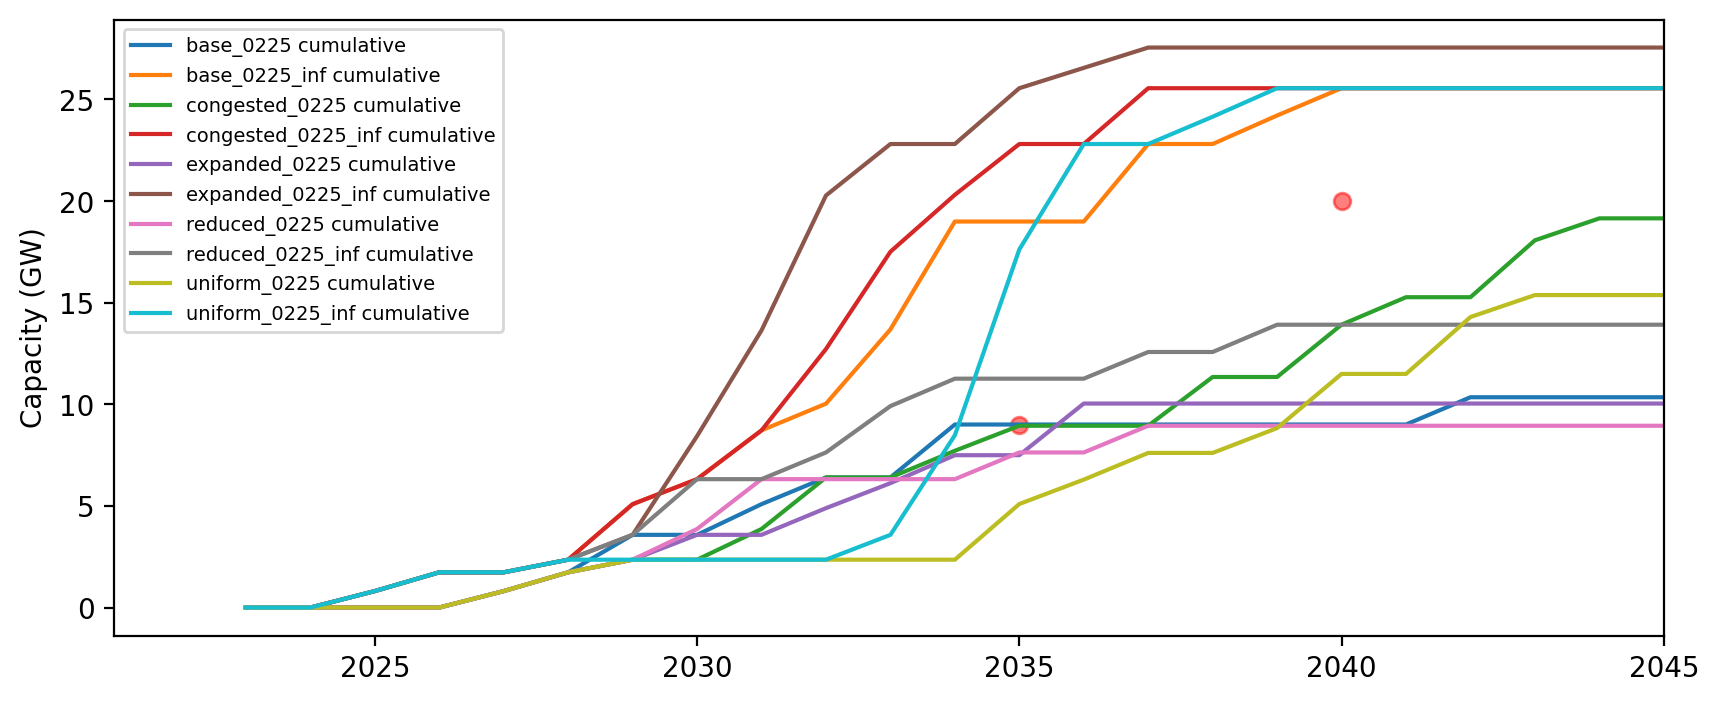 base_0225 cumulative
base_0225_inf cumulative
congested_0225 cumulative
congested_0225_inf cumulative
expanded_0225 cumulative
expanded_0225_inf cumulative
reduced_0225 cumulative
reduced_0225_inf cumulative
uniform_0225 cumulative
uniform_0225_inf cumulative
Capacity (GW)
25
20
15
10
5
0
2025 2030 2035 2040 2045